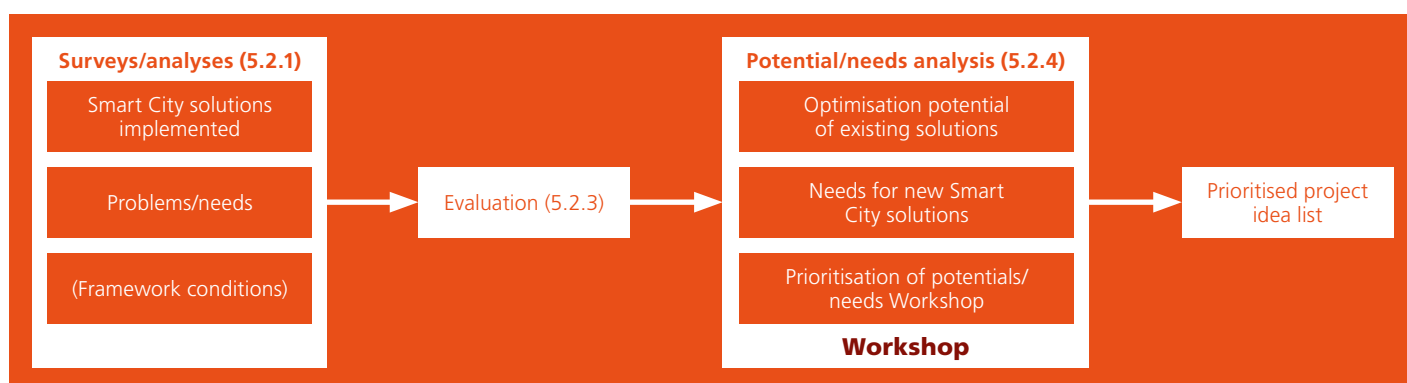 Surveys/analyses (5.2.1)
Smart City solutions
implemented
Problems/needs
(Framework conditions)
Evaluation (5.2.3)
Potential/needs analysis (5.2.4)
Optimisation potential
of existing solutions
Needs for new Smart
City solutions
Prioritisation of potentials/
needs Workshop
Workshop
Prioritised project
idea list